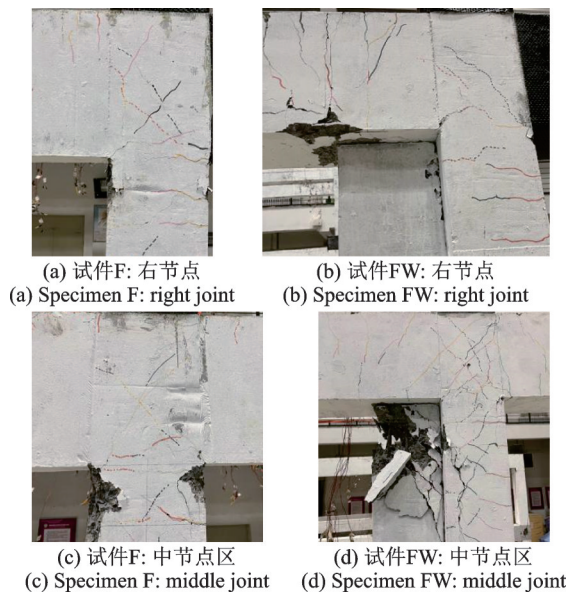 (a) 试件F: 右节点
(a) Specimen F: right joint
(b) 试件FW: 右节点
(b) Specimen FW: right joint
(c) 试件F: 中节点区
(c) Specimen F: middle joint
(d) 试件FW: 中节点区
(d) Specimen FW: middle joint